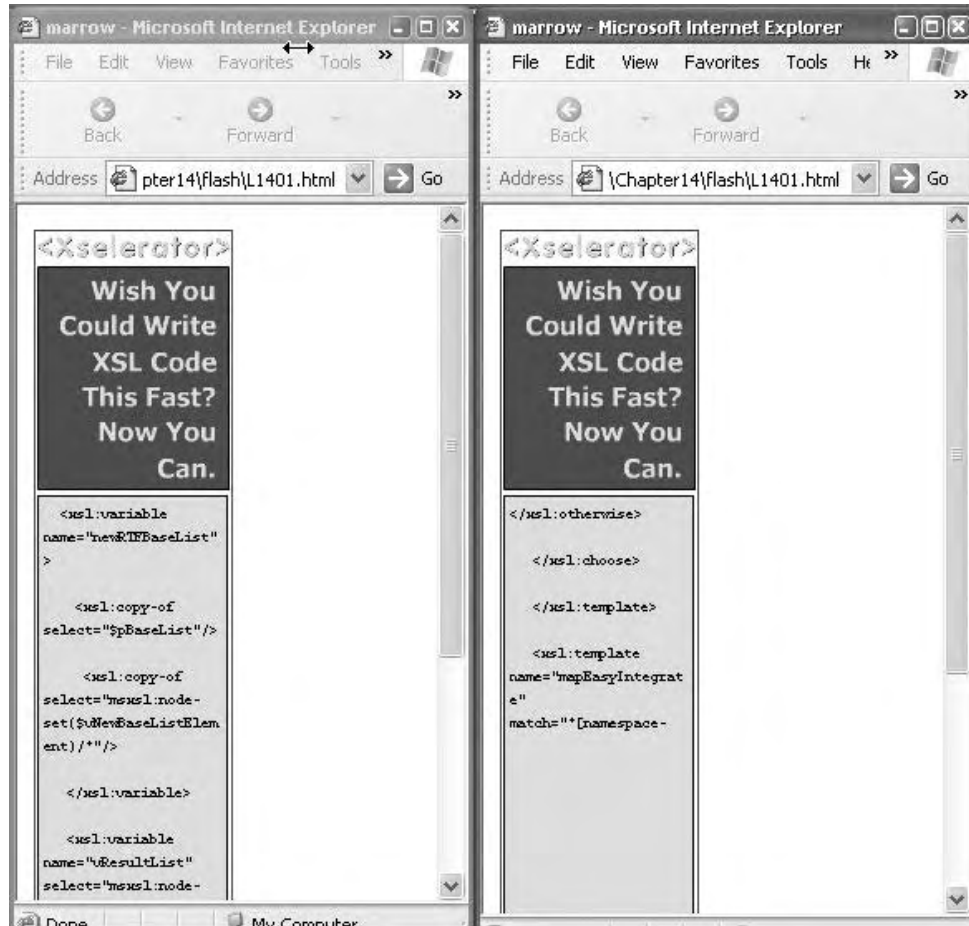 marrow - Microsoft Internet Explorer
File Edit View Favorites Tools »
»
Back Forward
Address pter14\flash\L1401.html Go
<Xselerator>
Wish You
Could Write
XSL Code
This Fast?
Now You
Can.
<xsl:variable
name="newRTFBaseList"
>
<xsl:copy-of
select="$pBaseList"/>
<xsl:copy-of
select="msxsl:node-
set($vNewBaseListElem
ent)/*"/>
</xsl:variable>
<xsl:variable
name="vResultList"
select="msxsl:node-
Done My Computer
marrow - Microsoft Internet Explorer
File Edit View Favorites Tools He »
»
Back Forward
Address \Chapter14\flash\L1401.html Go
<Xselerator>
Wish You
Could Write
XSL Code
This Fast?
Now You
Can.
</xsl:otherwise>
</xsl:choose>
</xsl:template>
<xsl:template
name="mapEasyIntegrat
e"
match="*[namespace-